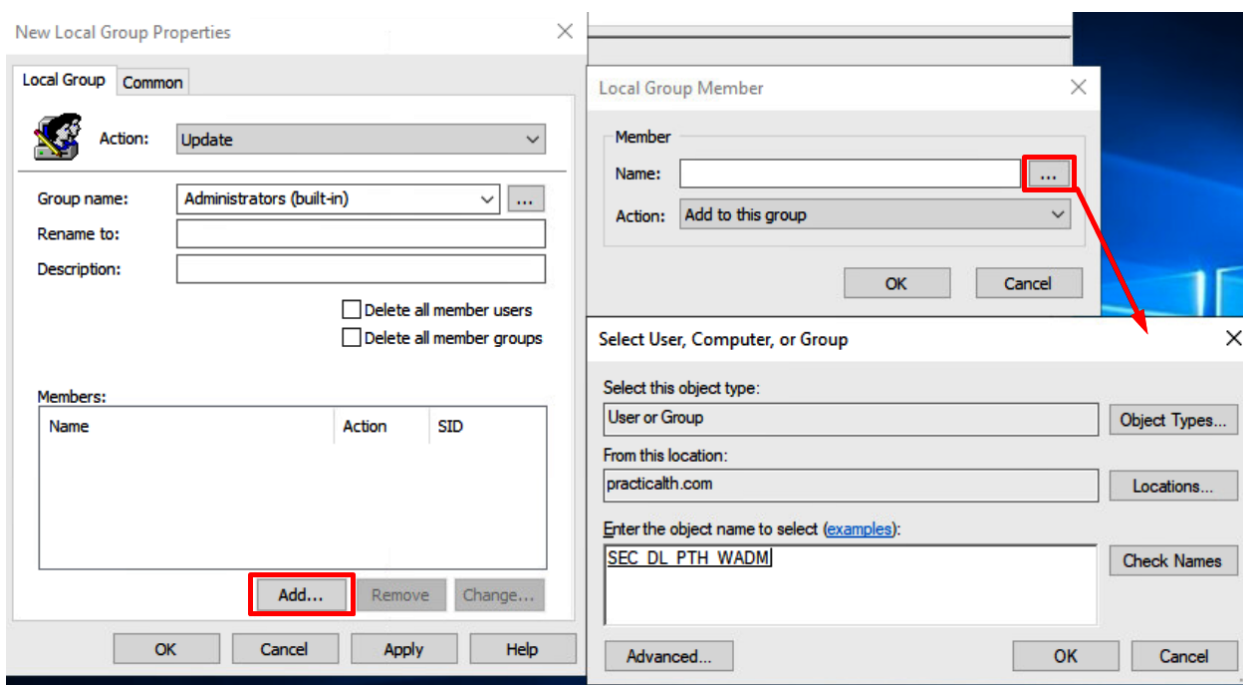 New Local Group Properties
Local Group Common
Action: Update
Group name: Administrators (built-in) ...
Rename to:
Description:
Delete all member users
Delete all member groups
Members:
Name Action SID
Add... Remove Change...
OK Cancel Apply Help
Local Group Member
Member
Name: ...
Action: Add to this group
OK Cancel
Select User, Computer, or Group
Select this object type:
User or Group Object Types...
From this location:
practicalth.com Locations...
Enter the object name to select (examples):
SEC_DL_PTH_WADM Check Names
Advanced... OK Cancel